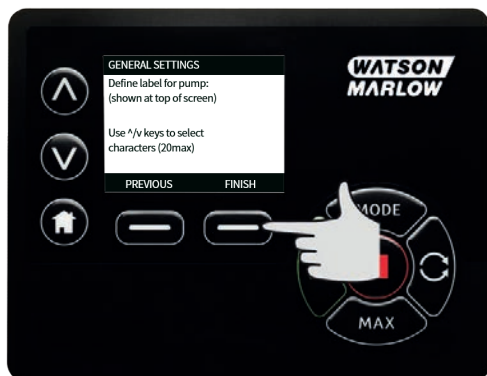 GENERAL SETTINGS
Define label for pump:
(shown at top of screen)
Use ^/v keys to select
characters (20max)
PREVIOUS FINISH
WATSON
MARLOW
MODE
MAX